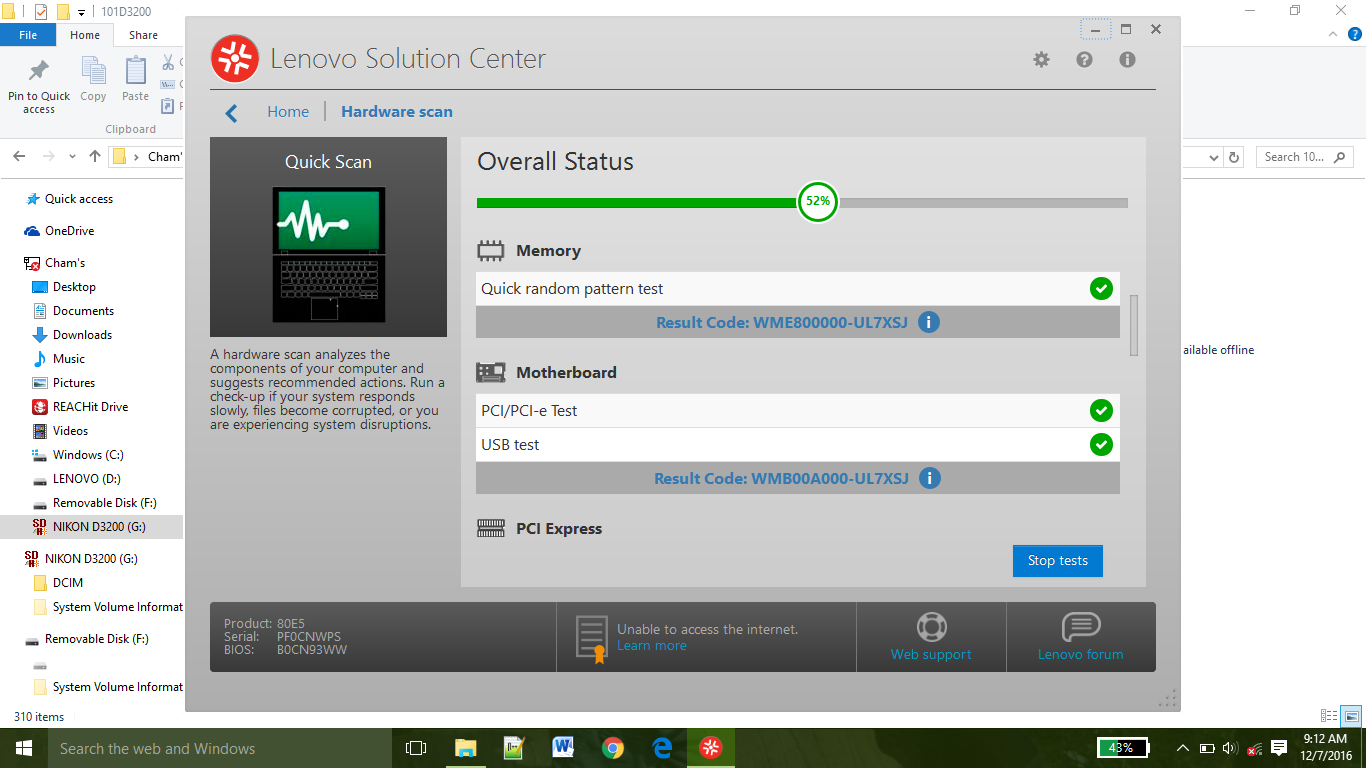 101D3200
File Home Share
Pin to Quick access
Copy
Paste
Clipboard
Cham's
Search 10...
Quick access
OneDrive
Cham's
Desktop
Documents
Downloads
Music
Pictures
REACHit Drive
Videos
Windows (C:)
LENOVO (D:)
Removable Disk (F:)
NIKON D3200 (G:)
NIKON D3200 (G:)
DCIM
System Volume Informat
Removable Disk (F:)
System Volume Informat
310 items
ailable offline
Lenovo Solution Center
Home | Hardware scan
Quick Scan
A hardware scan analyzes the
components of your computer and
suggests recommended actions. Run a
check-up if your system responds
slowly, files become corrupted, or you
are experiencing system disruptions.
Overall Status
52%
Memory
Quick random pattern test
Result Code: WME800000-UL7XSJ
Motherboard
PCI/PCI-e Test
USB test
Result Code: WMB00A000-UL7XSJ
PCI Express
Stop tests
Product: 80E5
Serial: PF0CNWPS
BIOS: B0CN93WW
Unable to access the internet.
Learn more
Web support
Lenovo forum
Search the web and Windows
43%
9:12 AM
12/7/2016